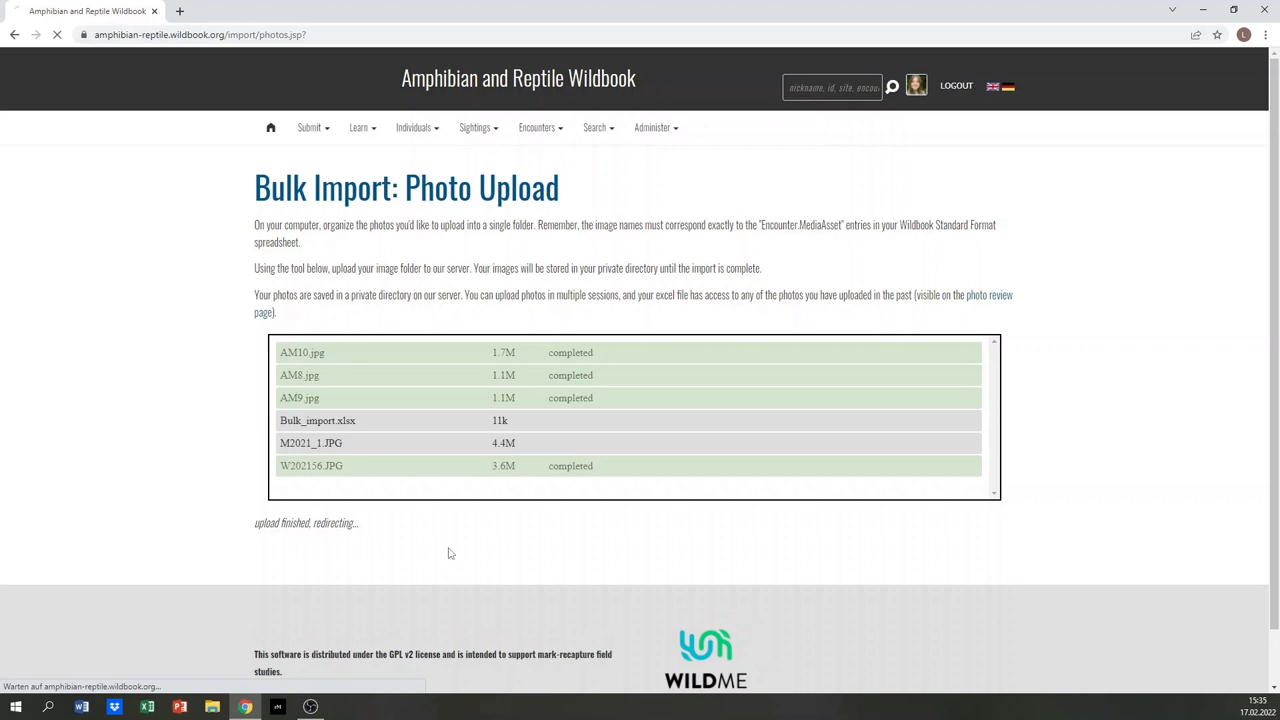 Amphibian and Reptile Wildbook
amphibian-reptile.wildbook.org/import/photos.jsp?
L
Amphibian and Reptile Wildbook
nickname, id, site, encou
LOGOUT
Submit
Learn
Individuals
Sightings
Encounters
Search
Administer
Bulk Import: Photo Upload
On your computer, organize the photos you'd like to upload into a single folder. Remember, the image names must correspond exactly to the "Encounter.MediaAsset" entries in your Wildbook Standard Format
spreadsheet.
Using the tool below, upload your image folder to our server. Your images will be stored in your private directory until the import is complete.
Your photos are saved in a private directory on our server. You can upload photos in multiple sessions, and your excel file has access to any of the photos you have uploaded in the past (visible on the photo review
page).
AM10.jpg 1.7M completed
AM8.jpg 1.1M completed
AM9.jpg 1.1M completed
Bulk_import.xlsx 11k
M2021_1.JPG 4.4M
W202156.JPG 3.6M completed
upload finished, redirecting...
This software is distributed under the GPL v2 license and is intended to support mark-recapture field
studies.
WILDME
Warten auf amphibian-reptile.wildbook.org...
15:35
17.02.2022